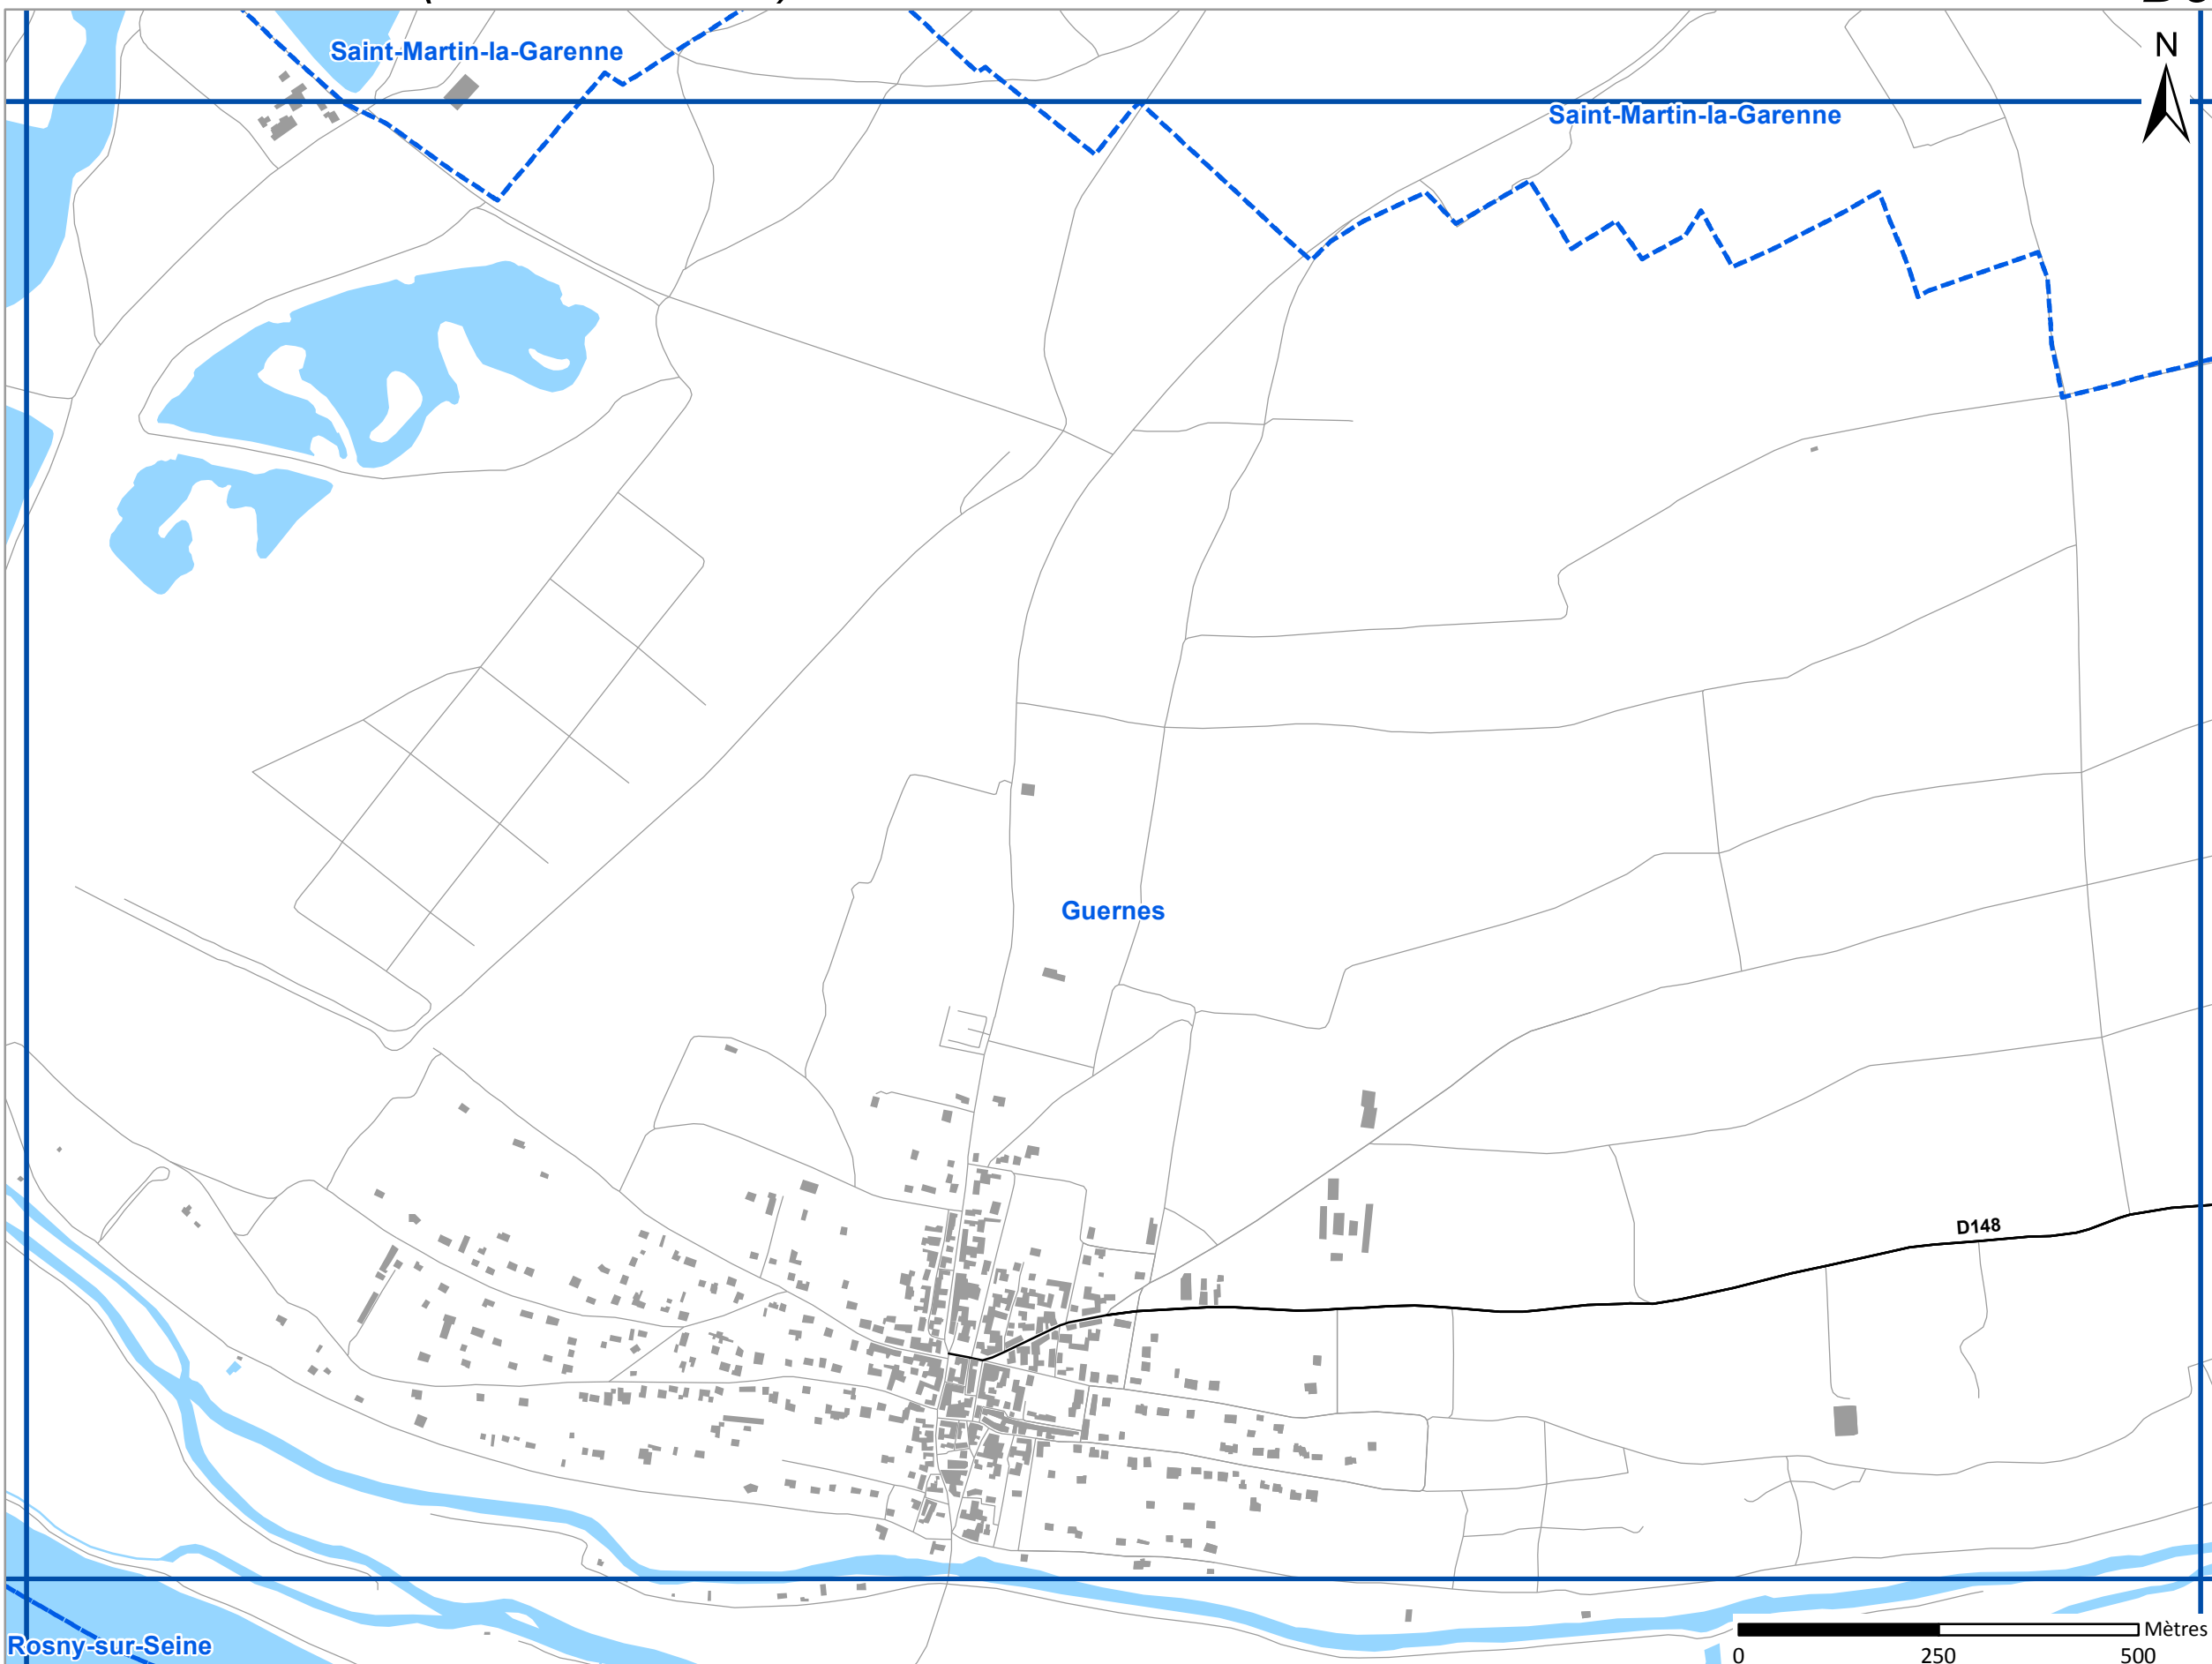 Saint-Martin-la-Garenne
N
Saint-Martin-la-Garenne
Guernes
D148
Rosny-sur-Seine
Mètres
0 250 500